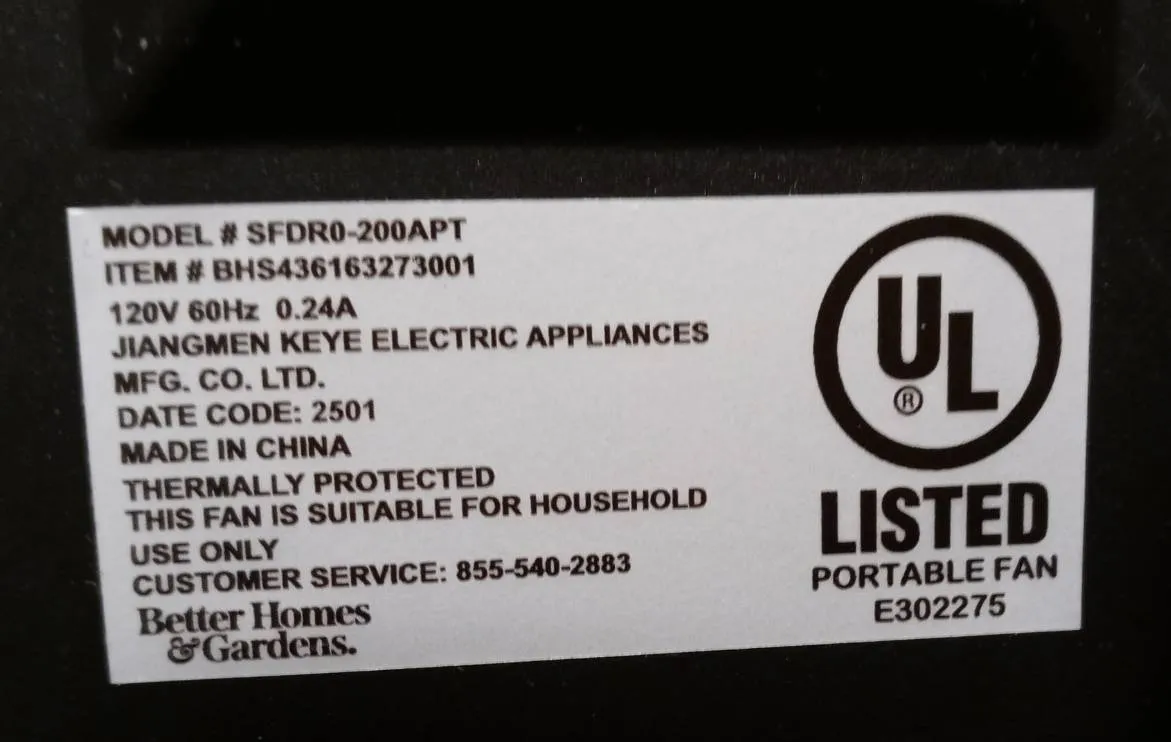 MODEL # SFDR0-200APT
ITEM # BHS436163273001
120V 60Hz 0.24A
JIANGMEN KEYE ELECTRIC APPLIANCES
MFG. CO. LTD.
DATE CODE: 2501
MADE IN CHINA
THERMALLY PROTECTED
THIS FAN IS SUITABLE FOR HOUSEHOLD
USE ONLY
CUSTOMER SERVICE: 855-540-2883
Better Homes
&Gardens.
UL
®
LISTED
PORTABLE FAN
E302275